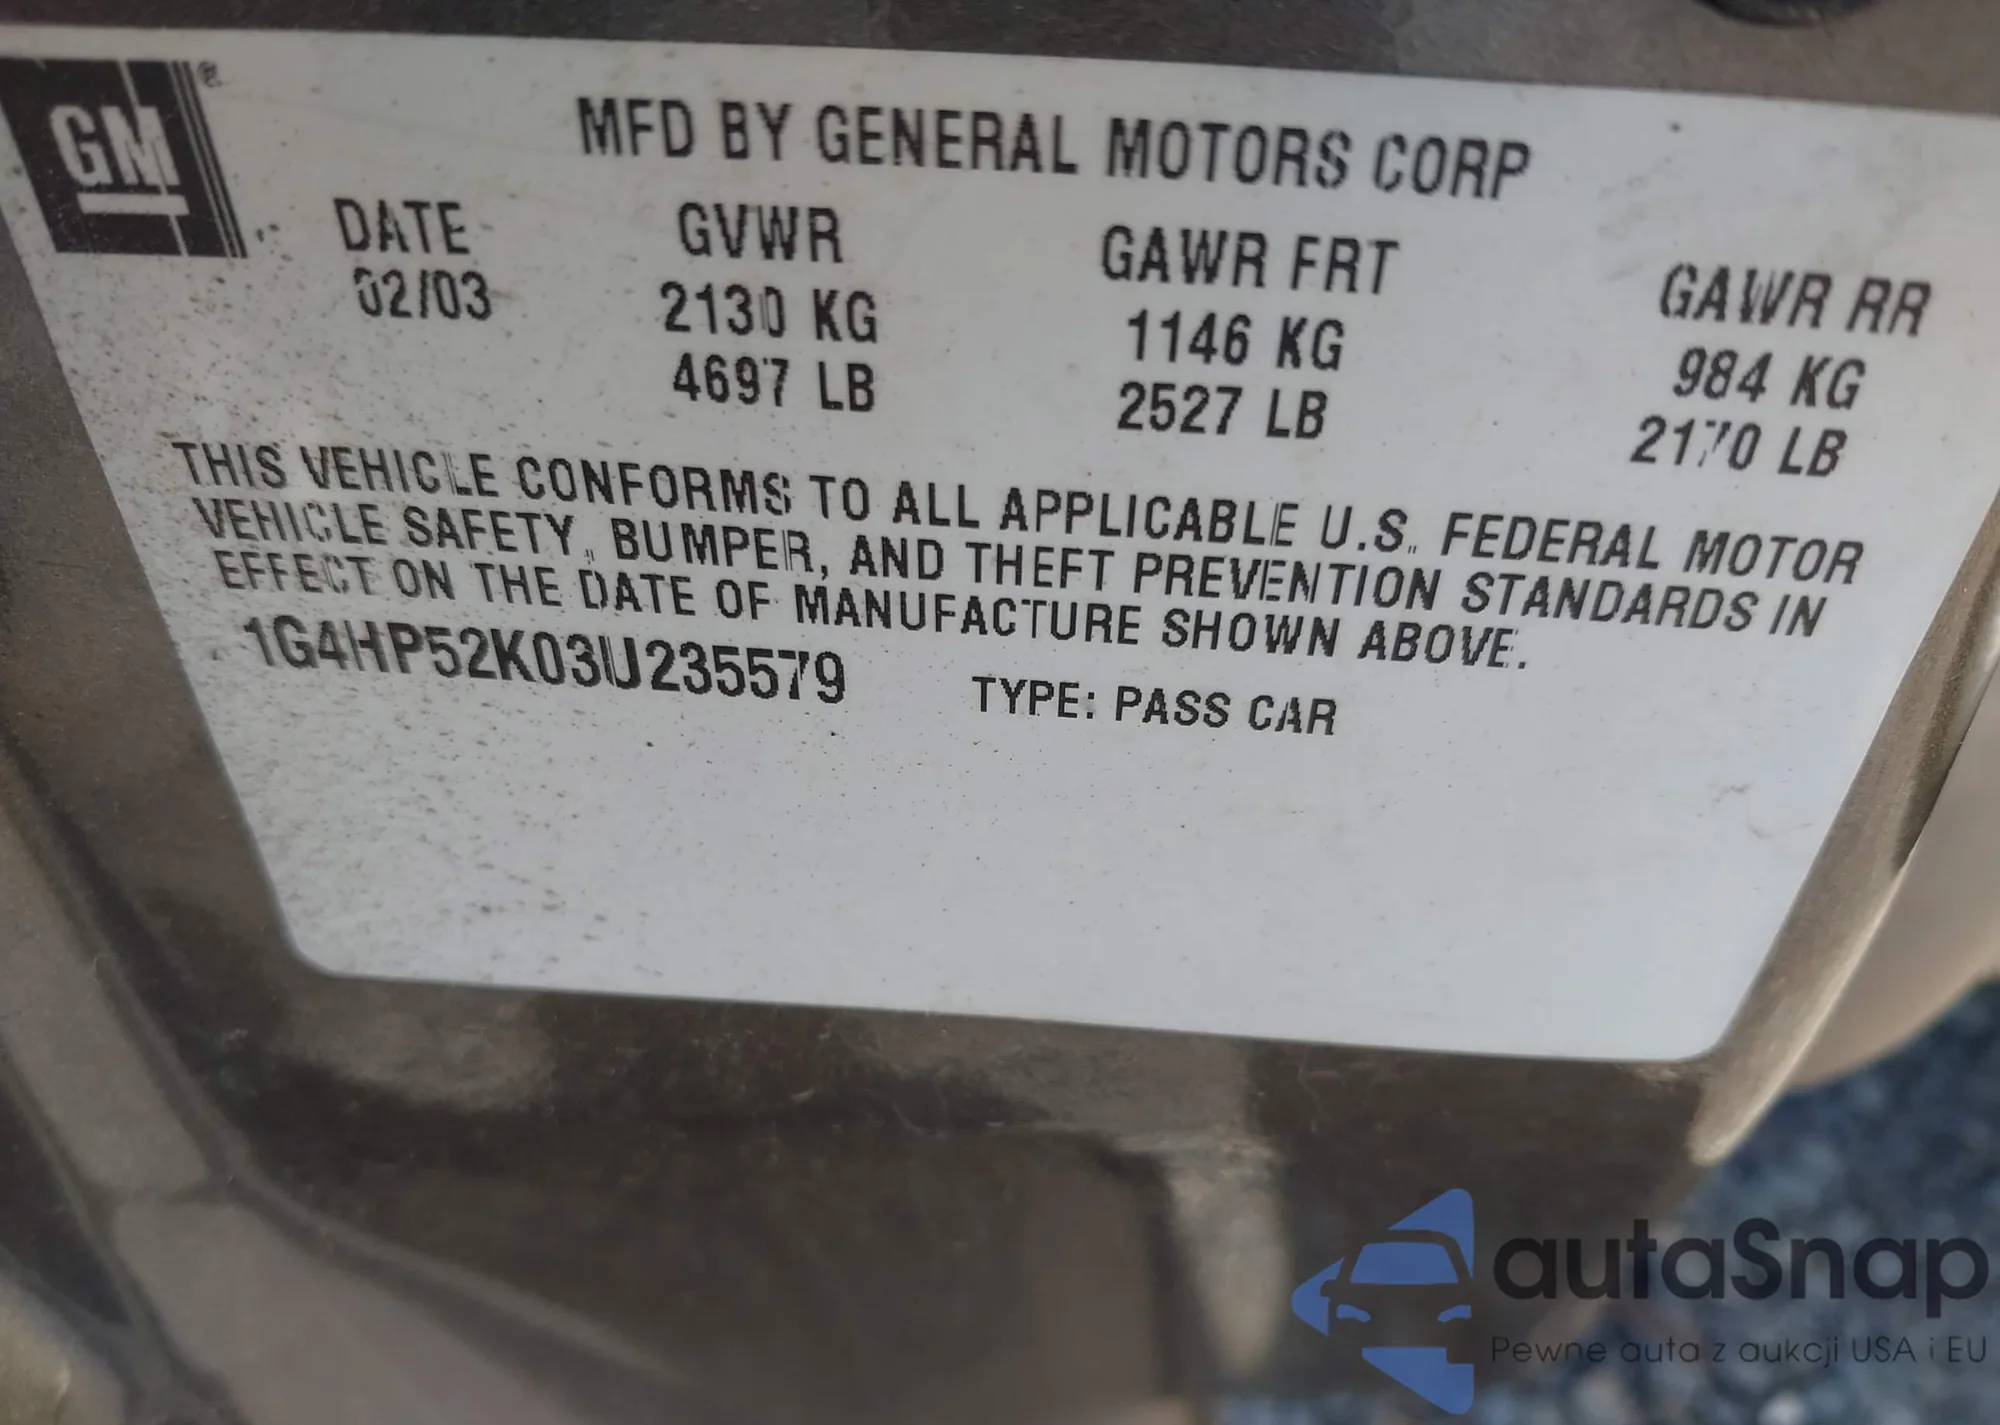 GM®
MFD BY GENERAL MOTORS CORP
DATE GVWR GAWR FRT GAWR RR
02/03 2130 KG 1146 KG 984 KG
4697 LB 2527 LB 2170 LB
THIS VEHICLE CONFORMS TO ALL APPLICABLE U.S. FEDERAL MOTOR
VEHICLE SAFETY, BUMPER, AND THEFT PREVENTION STANDARDS IN
EFFECT ON THE DATE OF MANUFACTURE SHOWN ABOVE.
1G4HP52K03U235579 TYPE: PASS CAR
autaSnap
Pewne auta z aukcji USA i EU